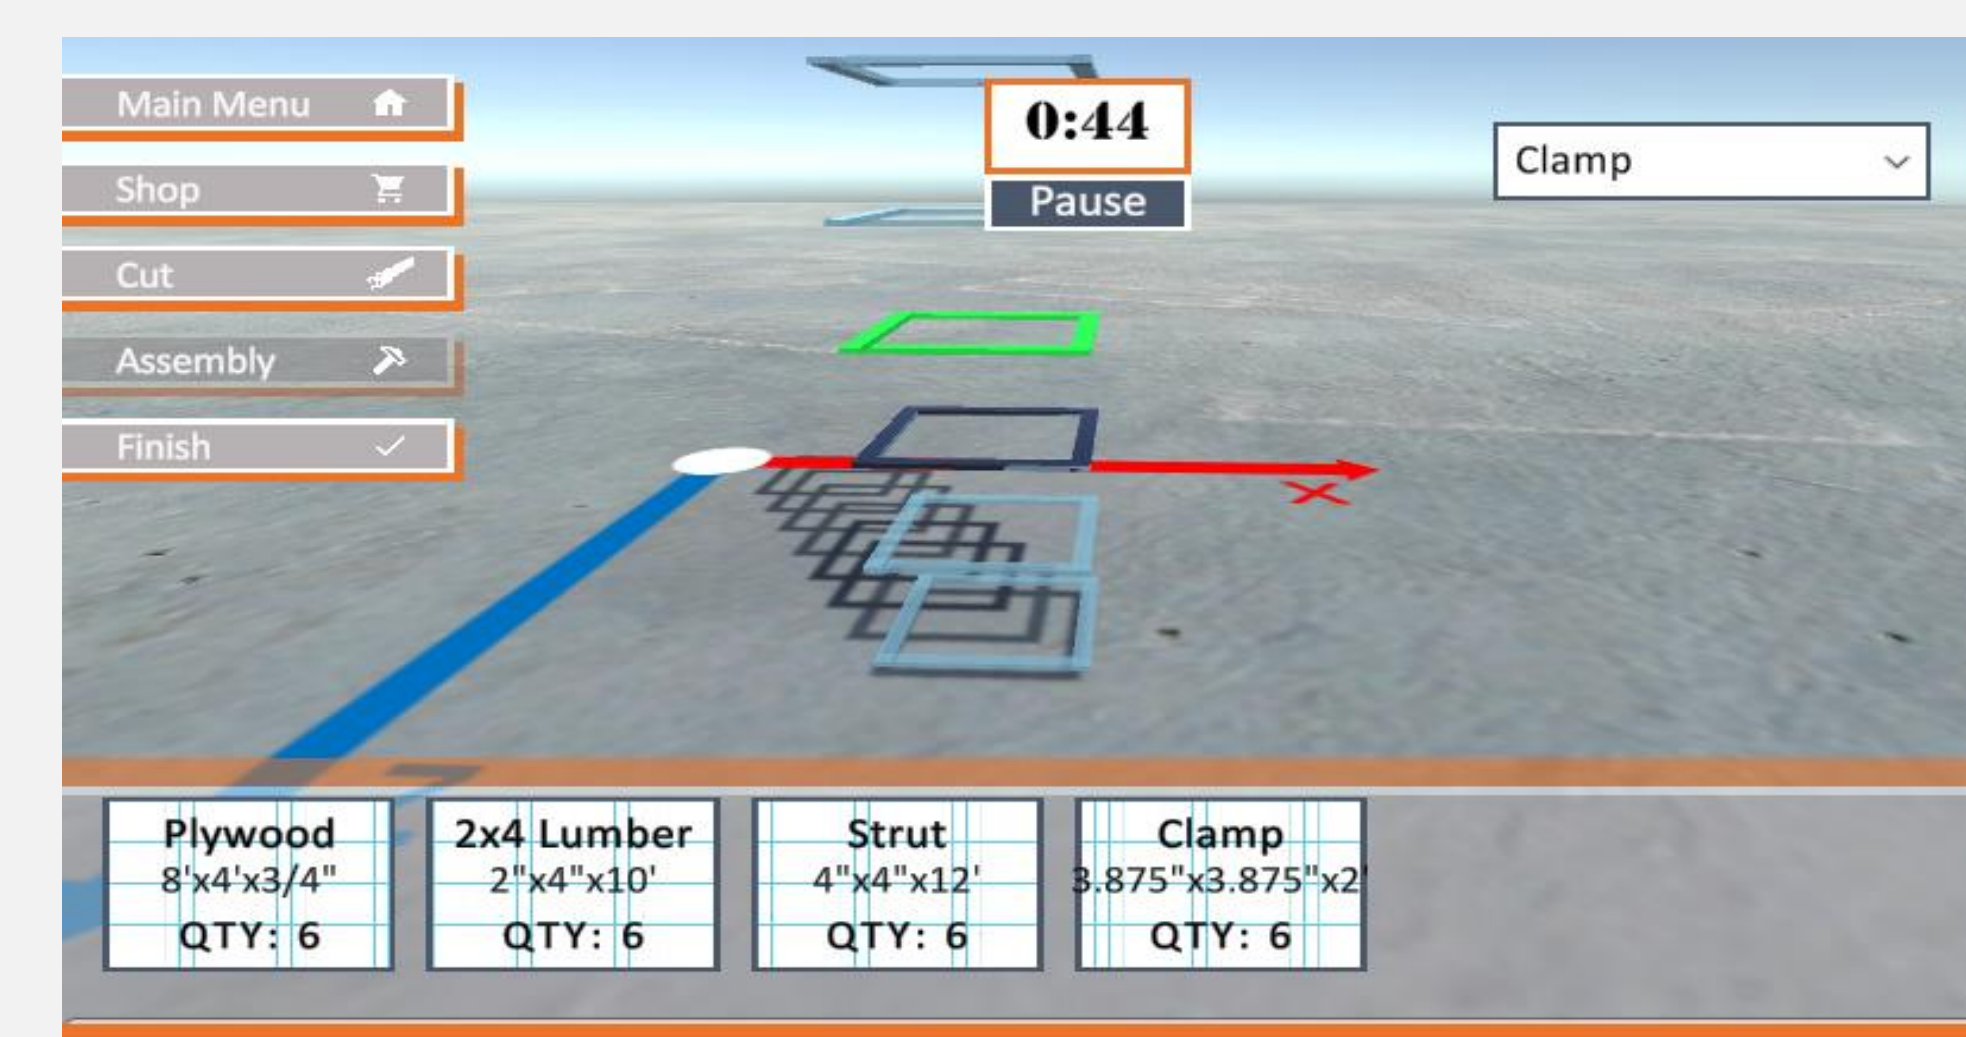 Main Menu
Shop
Cut
Assembly
Finish
0:44
Pause
Clamp
X
Plywood
8'x4'x3/4"
QTY: 6
2x4 Lumber
2"x4"x10'
QTY: 6
Strut
4"x4"x12'
QTY: 6
Clamp
3.875"x3.875"x2'
QTY: 6